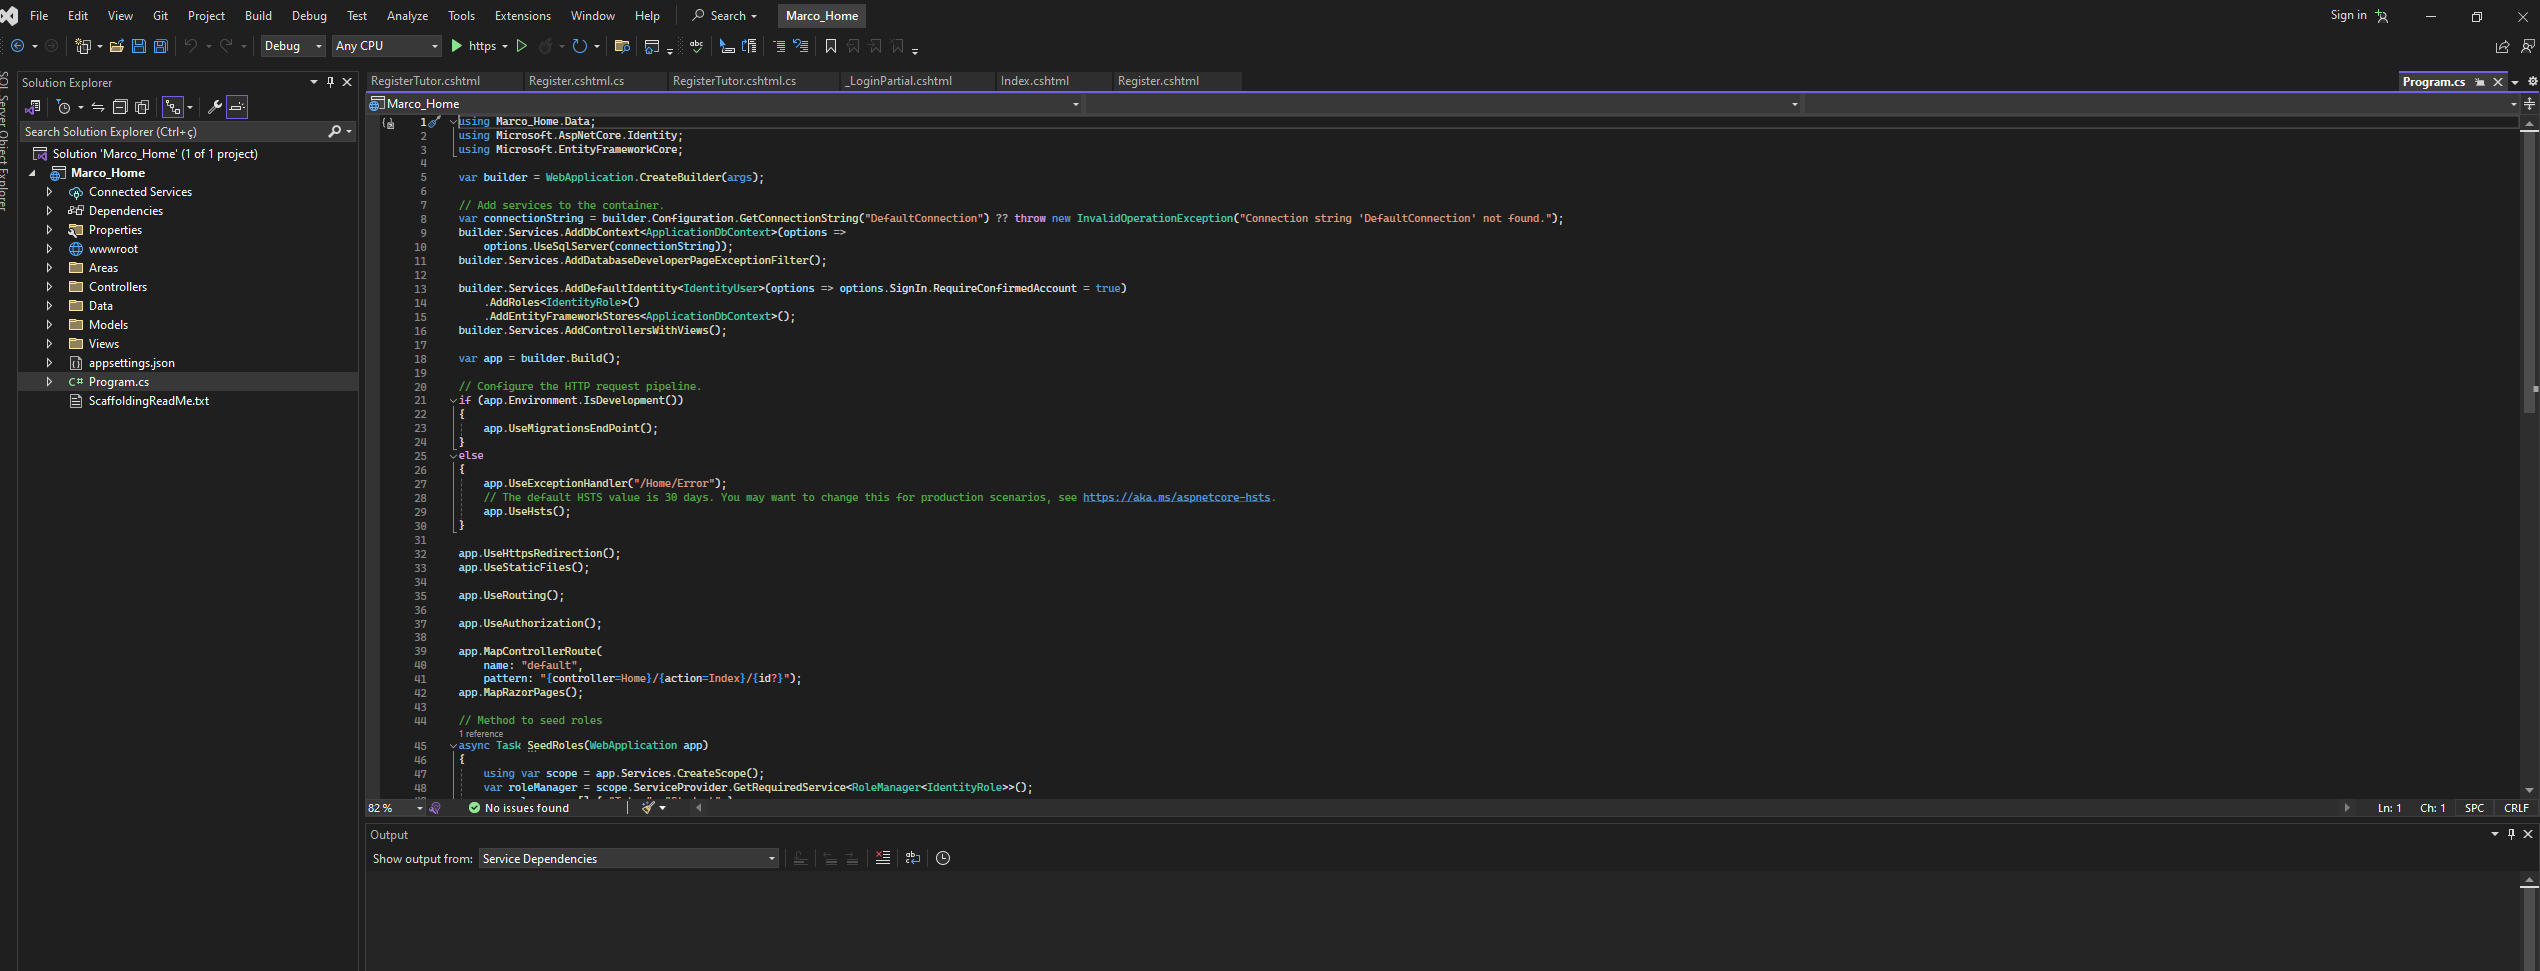 File Edit View Git Project Build Debug Test Analyze Tools Extensions Window Help Search Marco_Home Sign in
Debug Any CPU https
SQL Server Object Explorer
Solution Explorer
Search Solution Explorer (Ctrl+ç)
Solution 'Marco_Home' (1 of 1 project)
Marco_Home
Connected Services
Dependencies
Properties
wwwroot
Areas
Controllers
Data
Models
Views
appsettings.json
C# Program.cs
ScaffoldingReadMe.txt
RegisterTutor.cshtml Register.cshtml.cs RegisterTutor.cshtml.cs _LoginPartial.cshtml Index.cshtml Register.cshtml Program.cs
Marco_Home
1 using Marco_Home.Data;
2 using Microsoft.AspNetCore.Identity;
3 using Microsoft.EntityFrameworkCore;
4
5 var builder = WebApplication.CreateBuilder(args);
6
7 // Add services to the container.
8 var connectionString = builder.Configuration.GetConnectionString("DefaultConnection") ?? throw new InvalidOperationException("Connection string 'DefaultConnection' not found.");
9 builder.Services.AddDbContext<ApplicationDbContext>(options =>
10 options.UseSqlServer(connectionString));
11 builder.Services.AddDatabaseDeveloperPageExceptionFilter();
12
13 builder.Services.AddDefaultIdentity<IdentityUser>(options => options.SignIn.RequireConfirmedAccount = true)
14 .AddRoles<IdentityRole>()
15 .AddEntityFrameworkStores<ApplicationDbContext>();
16 builder.Services.AddControllersWithViews();
17
18 var app = builder.Build();
19
20 // Configure the HTTP request pipeline.
21 if (app.Environment.IsDevelopment())
22 {
23 app.UseMigrationsEndPoint();
24 }
25 else
26 {
27 app.UseExceptionHandler("/Home/Error");
28 // The default HSTS value is 30 days. You may want to change this for production scenarios, see https://aka.ms/aspnetcore-hsts.
29 app.UseHsts();
30 }
31
32 app.UseHttpsRedirection();
33 app.UseStaticFiles();
34
35 app.UseRouting();
36
37 app.UseAuthorization();
38
39 app.MapControllerRoute(
40 name: "default",
41 pattern: "{controller=Home}/{action=Index}/{id?}");
42 app.MapRazorPages();
43
44 // Method to seed roles
1 reference
45 async Task SeedRoles(WebApplication app)
46 {
47 using var scope = app.Services.CreateScope();
48 var roleManager = scope.ServiceProvider.GetRequiredService<RoleManager<IdentityRole>>();
82 % No issues found Ln: 1 Ch: 1 SPC CRLF
Output
Show output from: Service Dependencies